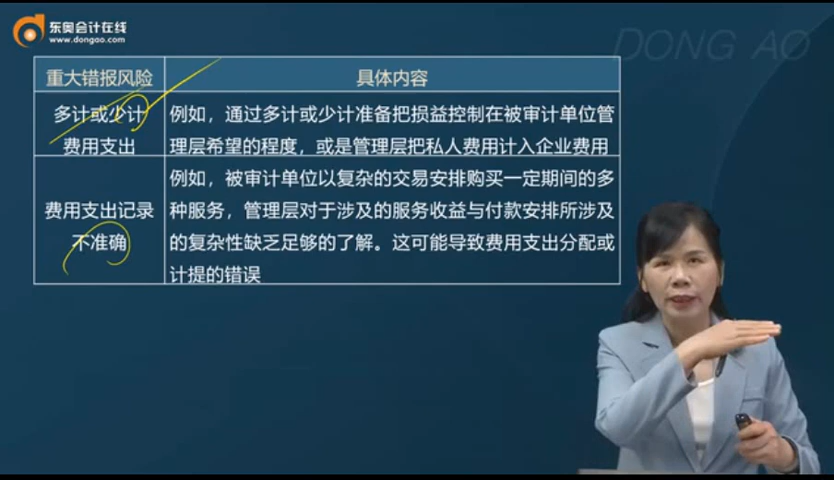 东奥会计在线
www.dongao.com
DONG AO
重大错报风险
具体内容
多计或少计
费用支出
例如，通过多计或少计准备把损益控制在被审计单位管
理层希望的程度，或是管理层把私人费用计入企业费用
费用支出记录
不准确
例如，被审计单位以复杂的交易安排购买一定期间的多
种服务，管理层对于涉及的服务收益与付款安排所涉及
的复杂性缺乏足够的了解。这可能导致费用支出分配或
计提的错误